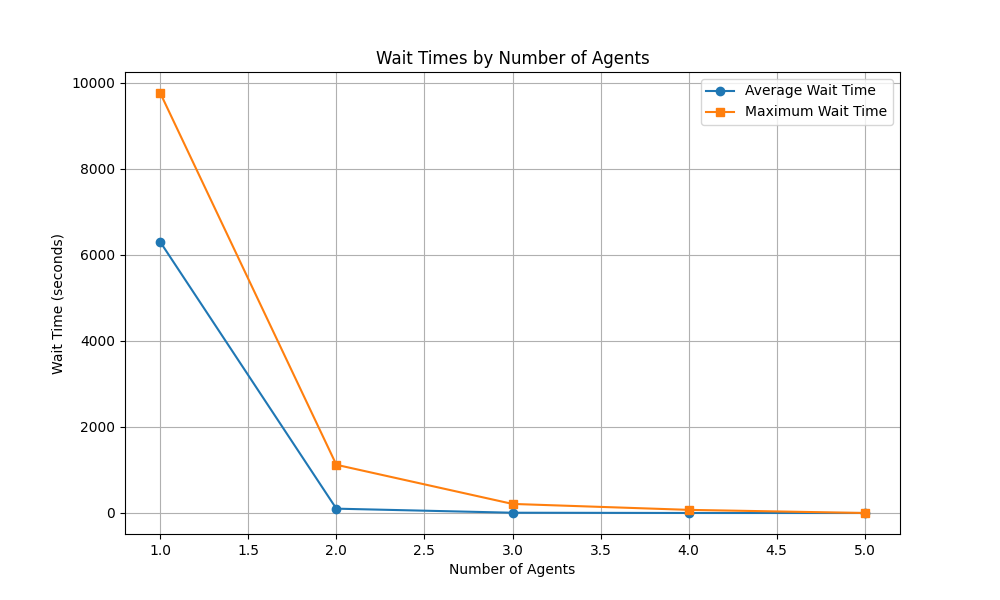 Wait Times by Number of Agents
Average Wait Time
Maximum Wait Time
10000
8000
6000
4000
2000
0
Wait Time (seconds)
1.0 1.5 2.0 2.5 3.0 3.5 4.0 4.5 5.0
Number of Agents